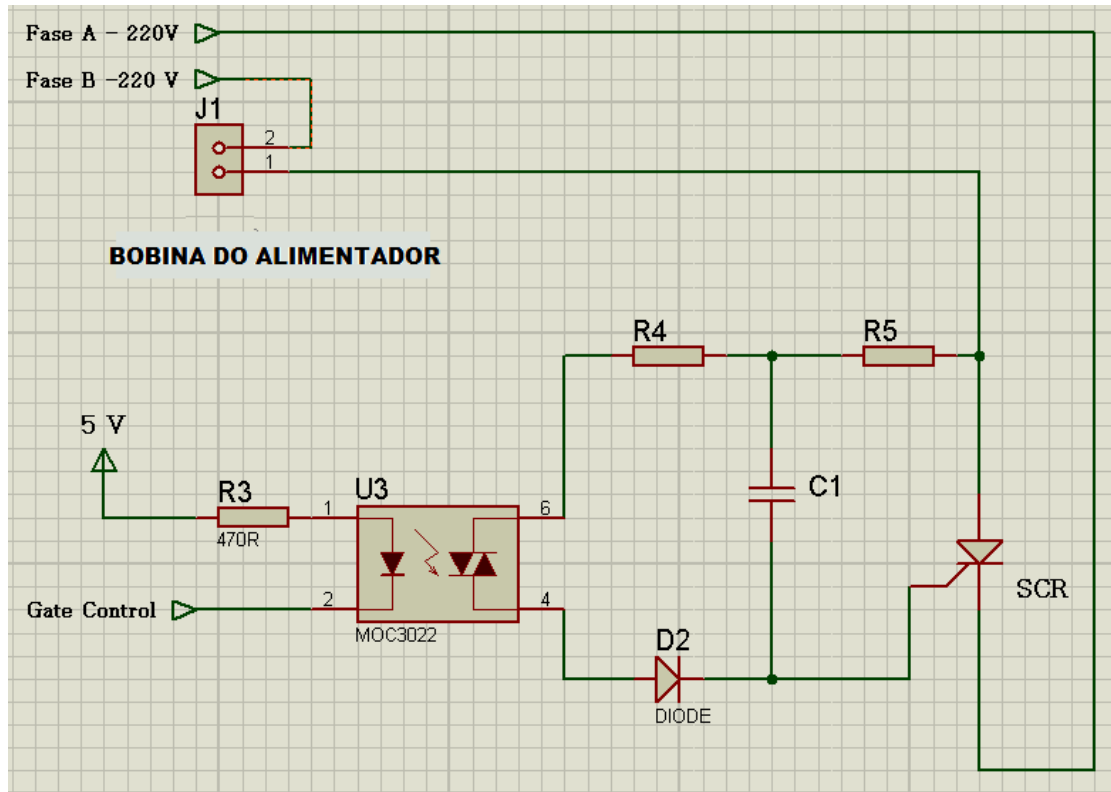 Fase A - 220V
Fase B -220 V
J1
2
1
BOBINA DO ALIMENTADOR
R4
R5
5 V
R3
470R
1
U3
6
C1
SCR
Gate Control
2
4
MOC3022
D2
DIODE